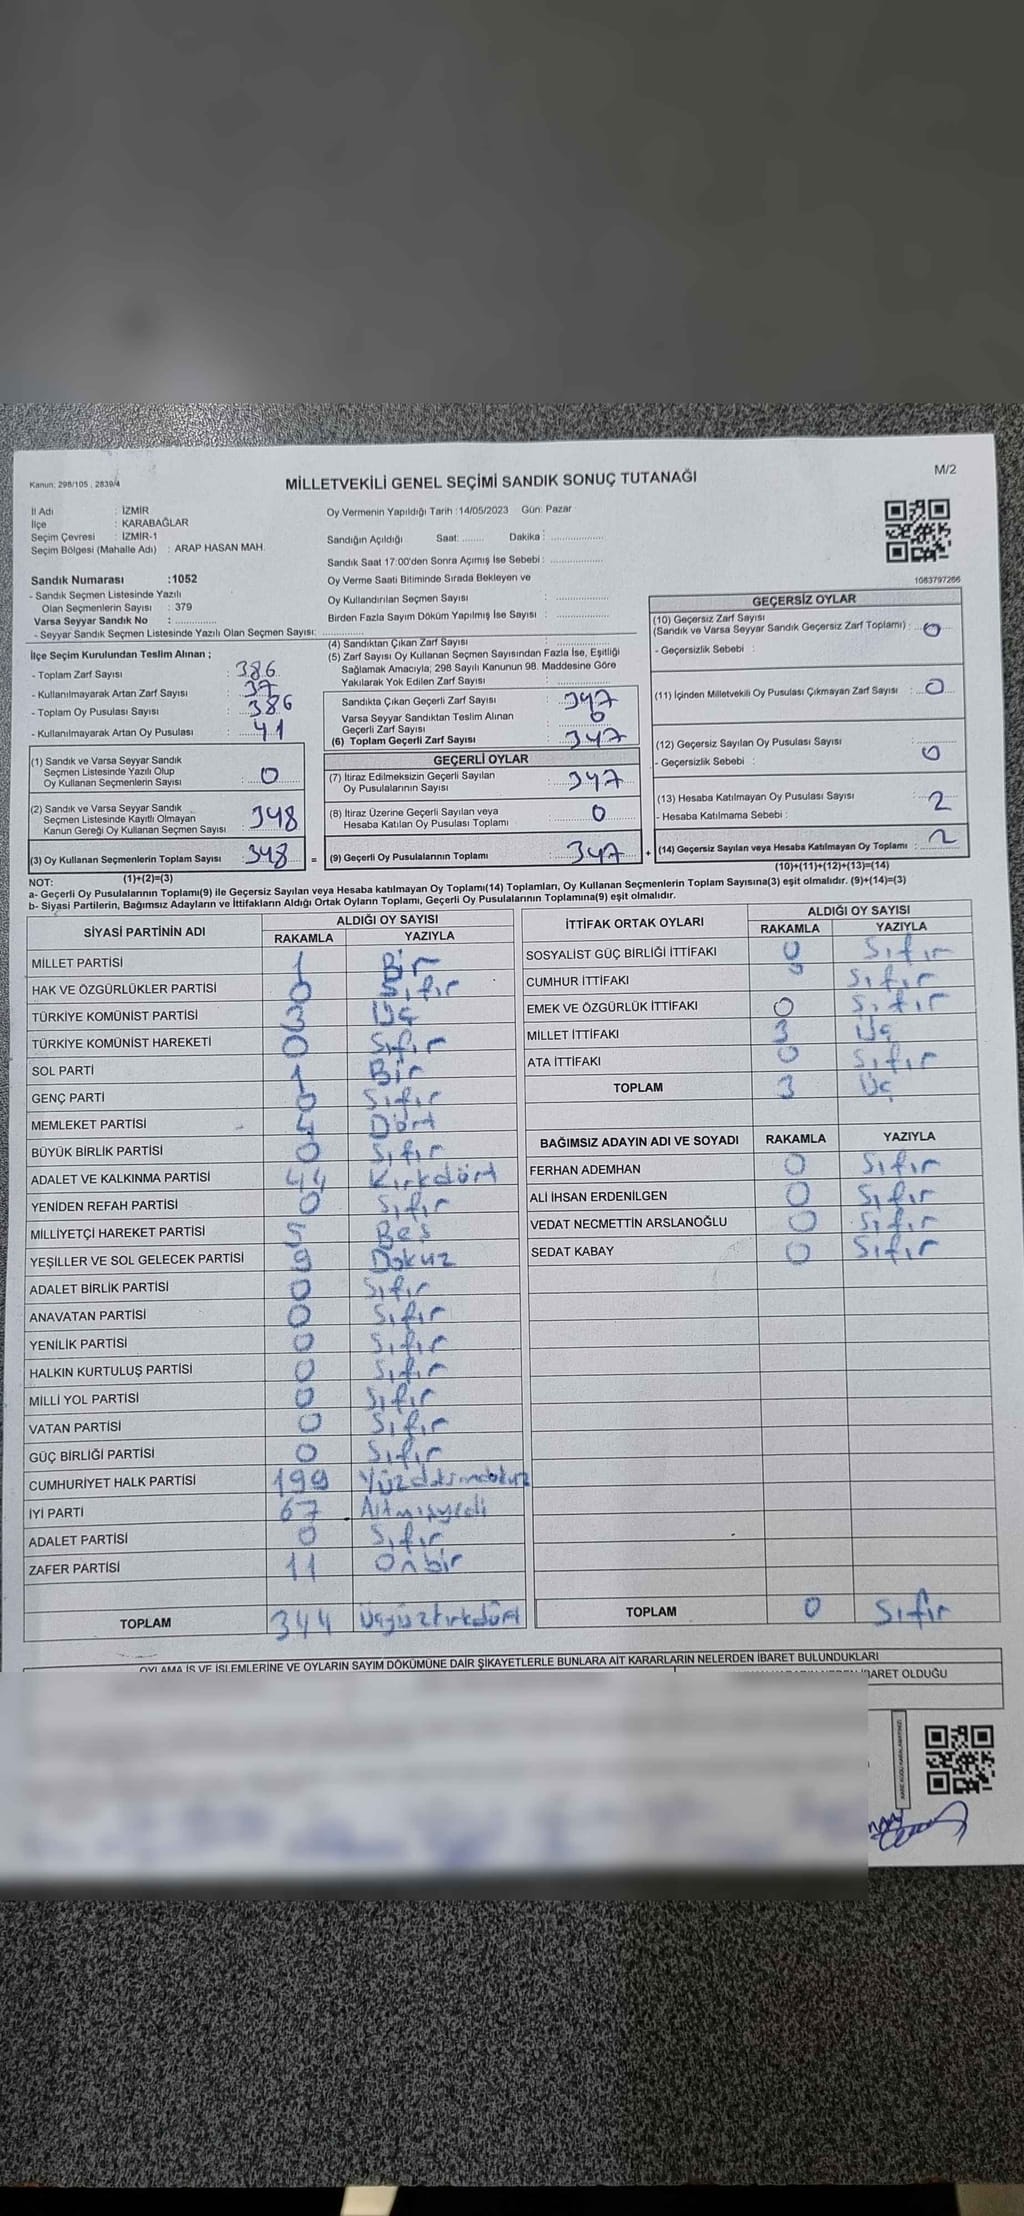 Kanun: 298/105 , 2839/4
MİLLETVEKİLİ GENEL SEÇİMİ SANDIK SONUÇ TUTANAĞI
M/2
İl Adı : İZMİR
İlçe : KARABAĞLAR
Seçim Çevresi : İZMİR-1
Seçim Bölgesi (Mahalle Adı) : ARAP HASAN MAH.
Sandık Numarası :1052
- Sandık Seçmen Listesinde Yazılı
Olan Seçmenlerin Sayısı : 379
Varsa Seyyar Sandık No : ..............
- Seyyar Sandık Seçmen Listesinde Yazılı Olan Seçmen Sayısı: ..............
Oy Vermenin Yapıldığı Tarih :14/05/2023 Gün: Pazar
Sandığın Açıldığı Saat: ........ Dakika : ..................
Sandık Saat 17:00'den Sonra Açımış İse Sebebi : ..................
Oy Verme Saati Bitiminde Sırada Bekleyen ve
Oy Kullandırılan Seçmen Sayısı : ..................
Birden Fazla Sayım Döküm Yapılmış İse Sayısı : ..................
1083797266
İlçe Seçim Kurulundan Teslim Alınan ;
- Toplam Zarf Sayısı : 386
- Kullanılmayarak Artan Zarf Sayısı : 37
- Toplam Oy Pusulası Sayısı : 386
- Kullanılmayarak Artan Oy Pusulası : 41
(1) Sandık ve Varsa Seyyar Sandık
Seçmen Listesinde Yazılı Olup
Oy Kullanan Seçmenlerin Sayısı : 0
(2) Sandık ve Varsa Seyyar Sandık
Seçmen Listesinde Kayıtlı Olmayan
Kanun Gereği Oy Kullanan Seçmen Sayısı : 348
(3) Oy Kullanan Seçmenlerin Toplam Sayısı : 348 =
(1)+(2)=(3)
(4) Sandıktan Çıkan Zarf Sayısı : ..................
(5) Zarf Sayısı Oy Kullanan Seçmen Sayısından Fazla İse, Eşitliği
Sağlamak Amacıyla; 298 Sayılı Kanunun 98. Maddesine Göre
Yakılarak Yok Edilen Zarf Sayısı : ..................
Sandıkta Çıkan Geçerli Zarf Sayısı : 347
Varsa Seyyar Sandıktan Teslim Alınan
Geçerli Zarf Sayısı : 0
(6) Toplam Geçerli Zarf Sayısı : 347
GEÇERLİ OYLAR
(7) İtiraz Edilmeksizin Geçerli Sayılan
Oy Pusulalarının Sayısı : 347
(8) İtiraz Üzerine Geçerli Sayılan veya
Hesaba Katılan Oy Pusulası Toplamı : 0
(9) Geçerli Oy Pusulalarının Toplamı : 347 +
GEÇERSİZ OYLAR
(10) Geçersiz Zarf Sayısı
(Sandık ve Varsa Seyyar Sandık Geçersiz Zarf Toplamı) : 0
- Geçersizlik Sebebi :
(11) İçinden Milletvekili Oy Pusulası Çıkmayan Zarf Sayısı : 0
(12) Geçersiz Sayılan Oy Pusulası Sayısı : 0
- Geçersizlik Sebebi :
(13) Hesaba Katılmayan Oy Pusulası Sayısı : 2
- Hesaba Katılmama Sebebi :
(14) Geçersiz Sayılan veya Hesaba Katılmayan Oy Toplamı : 2
(10)+(11)+(12)+(13)=(14)
NOT:
a- Geçerli Oy Pusulalarının Toplamı(9) ile Geçersiz Sayılan veya Hesaba katılmayan Oy Toplamı(14) Toplamları, Oy Kullanan Seçmenlerin Toplam Sayısına(3) eşit olmalıdır. (9)+(14)=(3)
b- Siyasi Partilerin, Bağımsız Adayların ve İttifakların Aldığı Ortak Oyların Toplamı, Geçerli Oy Pusulalarının Toplamına(9) eşit olmalıdır.
SİYASİ PARTİNİN ADI ALDIĞI OY SAYISI
RAKAMLA YAZIYLA
MİLLET PARTİSİ 1 Bir
HAK VE ÖZGÜRLÜKLER PARTİSİ 0 Sıfır
TÜRKİYE KOMÜNİST PARTİSİ 3 Üç
TÜRKİYE KOMÜNİST HAREKETİ 0 Sıfır
SOL PARTİ 1 Bir
GENÇ PARTİ 0 Sıfır
MEMLEKET PARTİSİ 4 Dört
BÜYÜK BİRLİK PARTİSİ 0 Sıfır
ADALET VE KALKINMA PARTİSİ 44 Kırkdört
YENİDEN REFAH PARTİSİ 0 Sıfır
MİLLİYETÇİ HAREKET PARTİSİ 5 Beş
YEŞİLLER VE SOL GELECEK PARTİSİ 9 Dokuz
ADALET BİRLİK PARTİSİ 0 Sıfır
ANAVATAN PARTİSİ 0 Sıfır
YENİLİK PARTİSİ 0 Sıfır
HALKIN KURTULUŞ PARTİSİ 0 Sıfır
MİLLİ YOL PARTİSİ 0 Sıfır
VATAN PARTİSİ 0 Sıfır
GÜÇ BİRLİĞİ PARTİSİ 0 Sıfır
CUMHURİYET HALK PARTİSİ 199
İYİ PARTİ 67 Altmışyedi
ADALET PARTİSİ 0 Sıfır
ZAFER PARTİSİ 11 Onbir
TOPLAM 344
İTTİFAK ORTAK OYLARI ALDIĞI OY SAYISI
RAKAMLA YAZIYLA
SOSYALİST GÜÇ BİRLİĞİ İTTİFAKI 0 Sıfır
CUMHUR İTTİFAKI Sıfır
EMEK VE ÖZGÜRLÜK İTTİFAKI 0 Sıfır
MİLLET İTTİFAKI 3 Üç
ATA İTTİFAKI 0 Sıfır
TOPLAM 3 Üç
BAĞIMSIZ ADAYIN ADI VE SOYADI RAKAMLA YAZIYLA
FERHAN ADEMHAN 0 Sıfır
ALİ İHSAN ERDENİLGEN 0 Sıfır
VEDAT NECMETTİN ARSLANOĞLU 0 Sıfır
SEDAT KABAY 0 Sıfır
TOPLAM 0 Sıfır
OYLAMA İŞ VE İŞLEMLERİNE VE OYLARIN SAYIM DÖKÜMÜNE DAİR ŞİKAYETLERLE BUNLARA AİT KARARLARIN NELERDEN İBARET BULUNDUKLARI
İBARET OLDUĞU